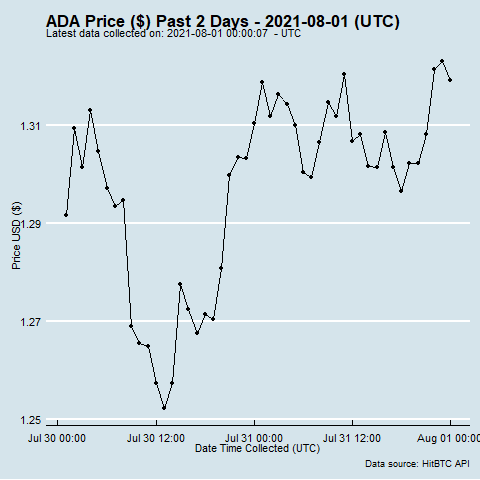 ADA Price ($) Past 2 Days - 2021-08-01 (UTC)
Latest data collected on: 2021-08-01 00:00:07 - UTC
1.31
1.29
1.27
1.25
Price USD ($)
Jul 30 00:00 Jul 30 12:00 Jul 31 00:00 Jul 31 12:00 Aug 01 00:00
Date Time Collected (UTC)
Data source: HitBTC API